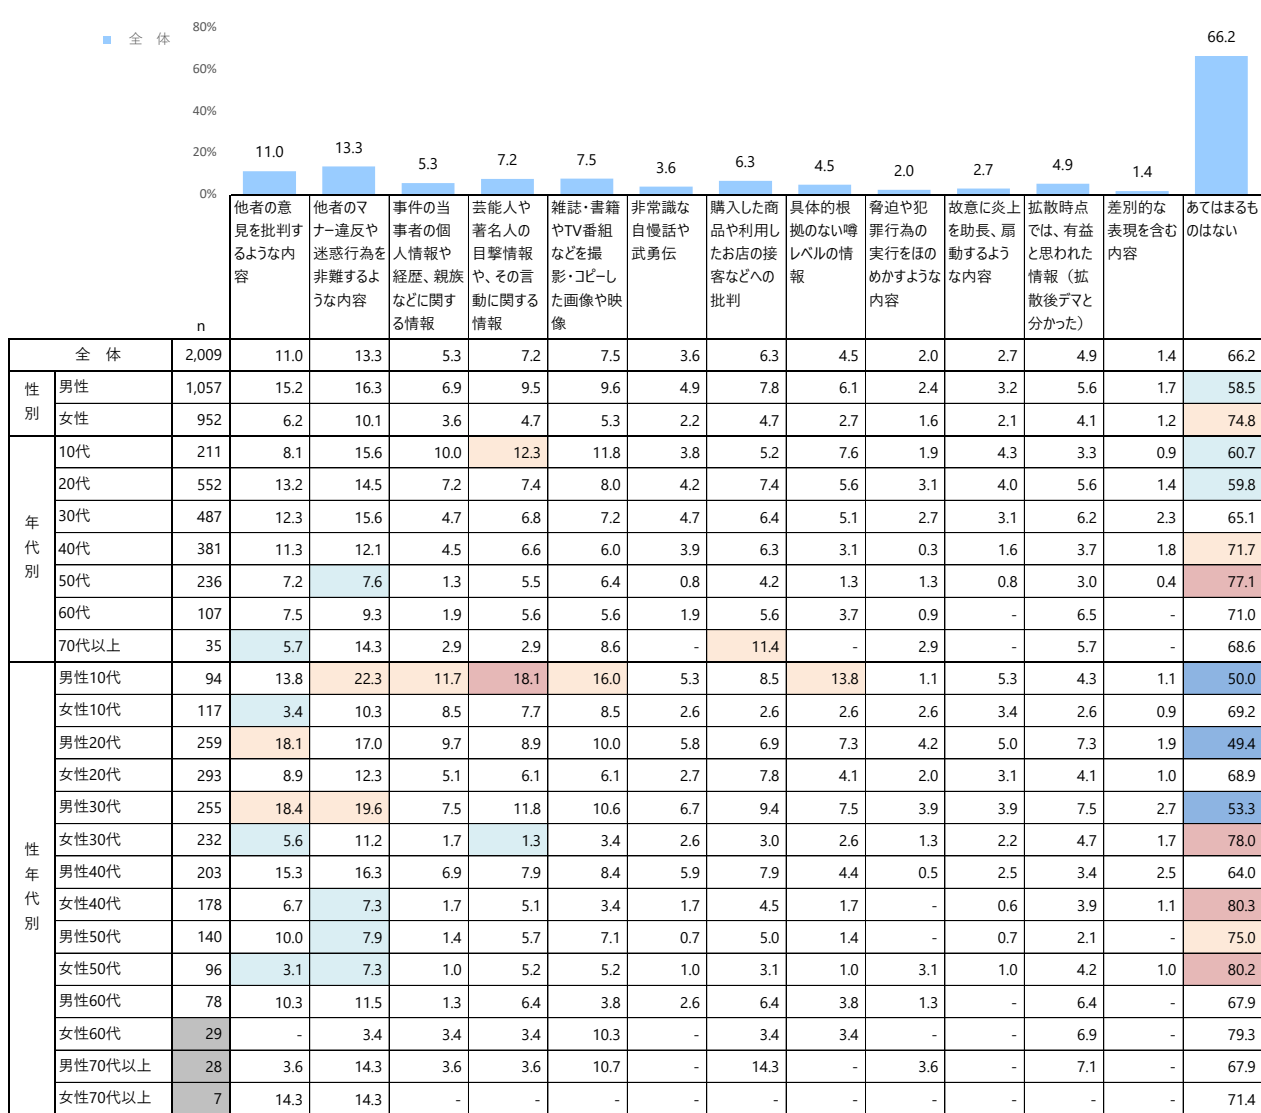 全 体
80%
60%
40%
20%
0%
11.0 13.3 5.3 7.2 7.5 3.6 6.3 4.5 2.0 2.7 4.9 1.4 66.2
他者の意
見を批判す
るような内
容
他者のマ
ナー違反や
迷惑行為を
非難するよ
うな内容
事件の当
事者の個
人情報や
経歴、親族
などに関す
る情報
芸能人や
著名人の
目撃情報
や、その言
動に関する
情報
雑誌・書籍
やTV番組
などを撮
影・コピーし
た画像や映
像
非常識な
自慢話や
武勇伝
購入した商
品や利用し
たお店の接
客などへの
批判
具体的根
拠のない噂
レベルの情
報
脅迫や犯
罪行為の
実行をほの
めかすような
内容
故意に炎上
を助長、扇
動するよう
な内容
拡散時点
では、有益
と思われた
情報（拡
散後デマと
分かった）
差別的な
表現を含む
内容
あてはまるも
のはない
n
全 体 2,009 11.0 13.3 5.3 7.2 7.5 3.6 6.3 4.5 2.0 2.7 4.9 1.4 66.2
性別
男性 1,057 15.2 16.3 6.9 9.5 9.6 4.9 7.8 6.1 2.4 3.2 5.6 1.7 58.5
女性 952 6.2 10.1 3.6 4.7 5.3 2.2 4.7 2.7 1.6 2.1 4.1 1.2 74.8
年代別
10代 211 8.1 15.6 10.0 12.3 11.8 3.8 5.2 7.6 1.9 4.3 3.3 0.9 60.7
20代 552 13.2 14.5 7.2 7.4 8.0 4.2 7.4 5.6 3.1 4.0 5.6 1.4 59.8
30代 487 12.3 15.6 4.7 6.8 7.2 4.7 6.4 5.1 2.7 3.1 6.2 2.3 65.1
40代 381 11.3 12.1 4.5 6.6 6.0 3.9 6.3 3.1 0.3 1.6 3.7 1.8 71.7
50代 236 7.2 7.6 1.3 5.5 6.4 0.8 4.2 1.3 1.3 0.8 3.0 0.4 77.1
60代 107 7.5 9.3 1.9 5.6 5.6 1.9 5.6 3.7 0.9 - 6.5 - 71.0
70代以上 35 5.7 14.3 2.9 2.9 8.6 - 11.4 - 2.9 - 5.7 - 68.6
性年代別
男性10代 94 13.8 22.3 11.7 18.1 16.0 5.3 8.5 13.8 1.1 5.3 4.3 1.1 50.0
女性10代 117 3.4 10.3 8.5 7.7 8.5 2.6 2.6 2.6 2.6 3.4 2.6 0.9 69.2
男性20代 259 18.1 17.0 9.7 8.9 10.0 5.8 6.9 7.3 4.2 5.0 7.3 1.9 49.4
女性20代 293 8.9 12.3 5.1 6.1 6.1 2.7 7.8 4.1 2.0 3.1 4.1 1.0 68.9
男性30代 255 18.4 19.6 7.5 11.8 10.6 6.7 9.4 7.5 3.9 3.9 7.5 2.7 53.3
女性30代 232 5.6 11.2 1.7 1.3 3.4 2.6 3.0 2.6 1.3 2.2 4.7 1.7 78.0
男性40代 203 15.3 16.3 6.9 7.9 8.4 5.9 7.9 4.4 0.5 2.5 3.4 2.5 64.0
女性40代 178 6.7 7.3 1.7 5.1 3.4 1.7 4.5 1.7 - 0.6 3.9 1.1 80.3
男性50代 140 10.0 7.9 1.4 5.7 7.1 0.7 5.0 1.4 - 0.7 2.1 - 75.0
女性50代 96 3.1 7.3 1.0 5.2 5.2 1.0 3.1 1.0 3.1 1.0 4.2 1.0 80.2
男性60代 78 10.3 11.5 1.3 6.4 3.8 2.6 6.4 3.8 1.3 - 6.4 - 67.9
女性60代 29 - 3.4 3.4 3.4 10.3 - 3.4 3.4 - - 6.9 - 79.3
男性70代以上 28 3.6 14.3 3.6 3.6 10.7 - 14.3 - 3.6 - 7.1 - 67.9
女性70代以上 7 14.3 14.3 - - - - - - - - - - 71.4